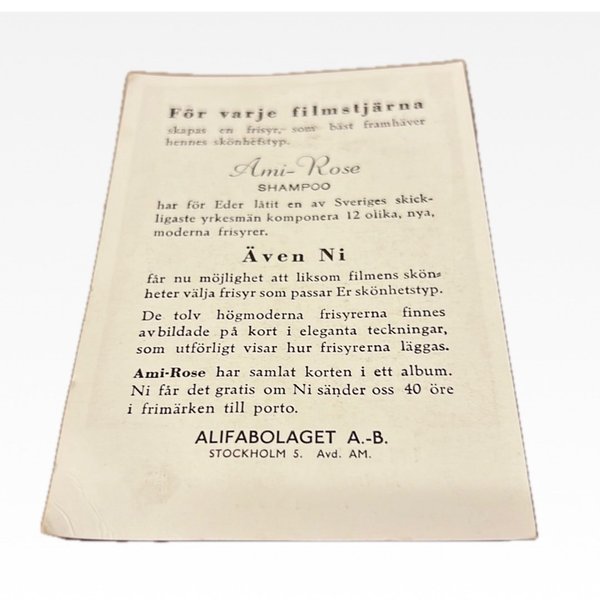 För varje filmstjärna
skapas en frisyr, som bäst framhäver
hennes skönhetstyp.
Ami-Rose
SHAMPOO
har för Eder låtit en av Sveriges skick-
ligaste yrkesmän komponera 12 olika, nya,
moderna frisyrer.
Även Ni
får nu möjlighet att liksom filmens skön-
heter välja frisyr som passar Er skönhetstyp.
De tolv högmoderna frisyrerna finnes
avbildade på kort i eleganta teckningar,
som utförligt visar hur frisyrerna läggas.
Ami-Rose har samlat korten i ett album.
Ni får det gratis om Ni sänder oss 40 öre
i frimärken till porto.
ALIFABOLAGET A.-B.
STOCKHOLM 5. Avd. AM.